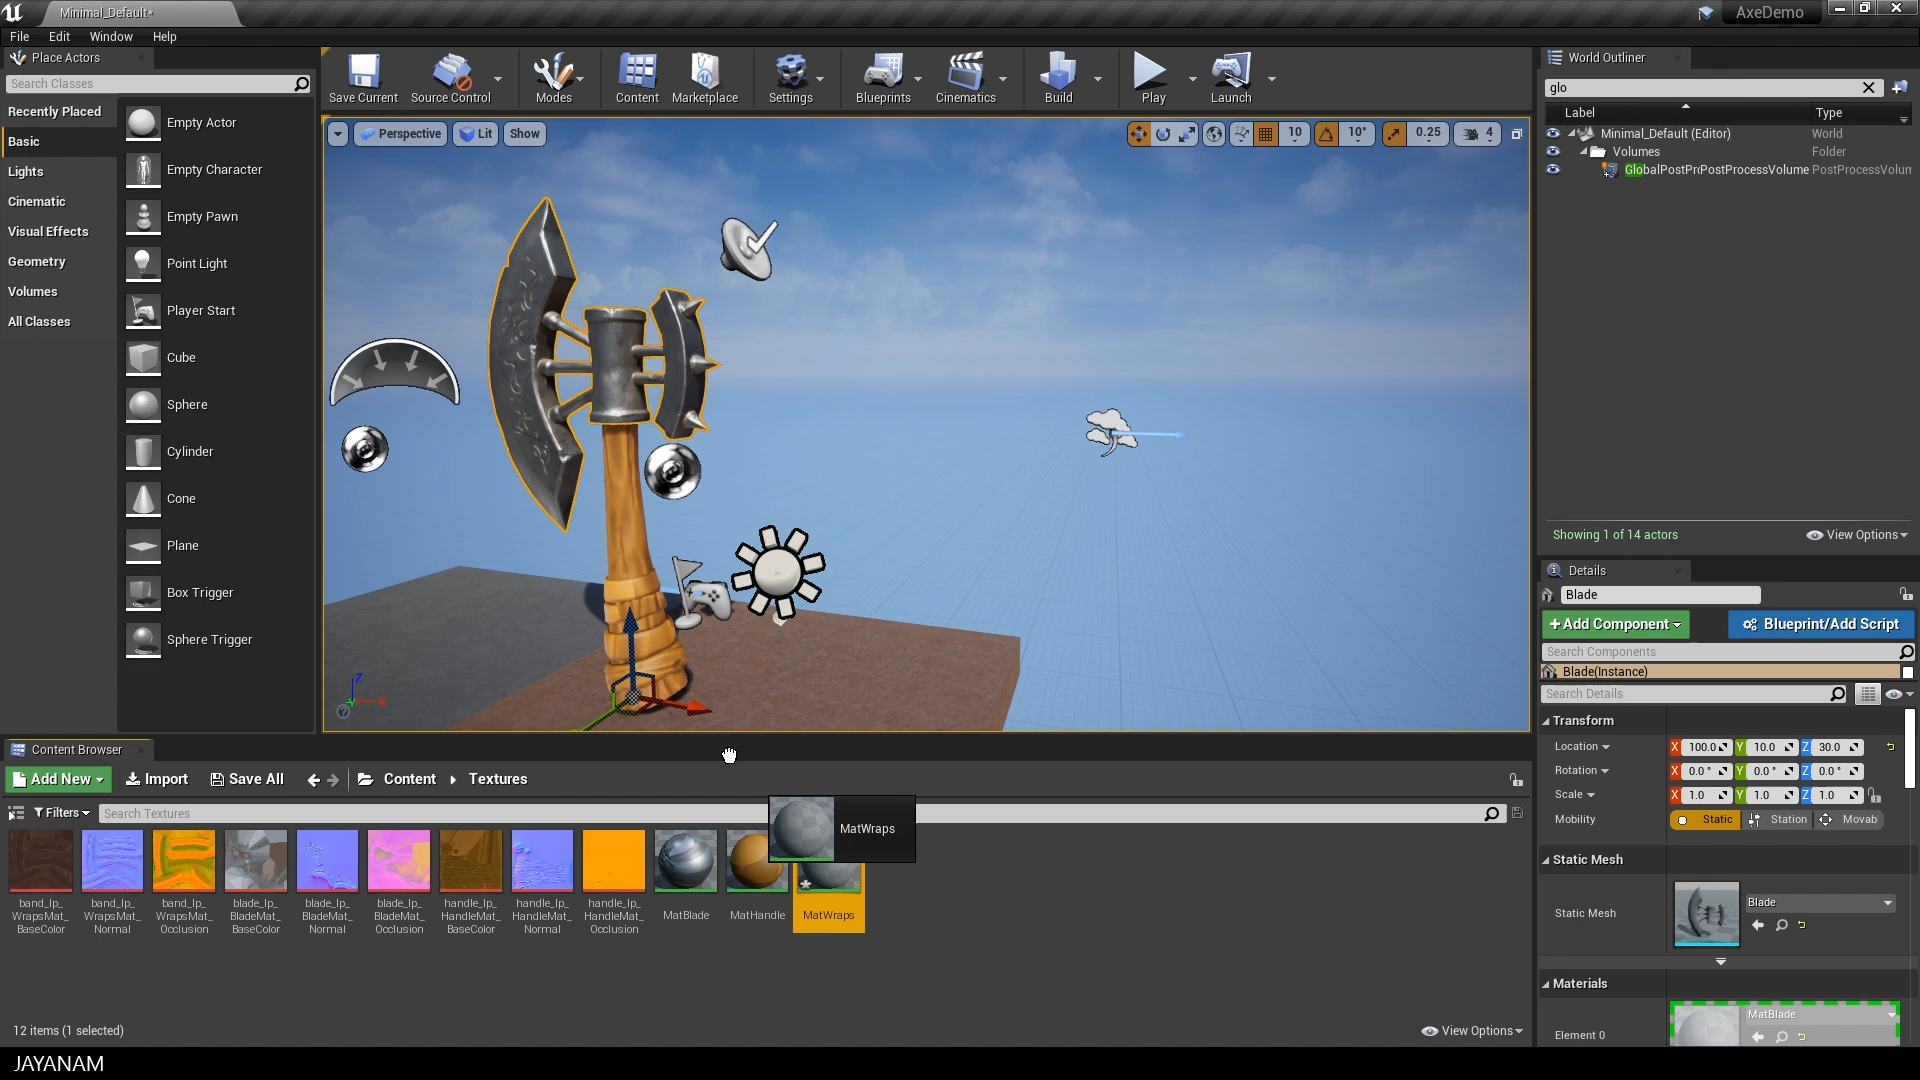 Minimal_Default*
AxeDemo
File Edit Window Help
Place Actors
Search Classes
Recently Placed
Basic
Lights
Cinematic
Visual Effects
Geometry
Volumes
All Classes
Empty Actor
Empty Character
Empty Pawn
Point Light
Player Start
Cube
Sphere
Cylinder
Cone
Plane
Box Trigger
Sphere Trigger
Save Current Source Control Modes Content Marketplace Settings Blueprints Cinematics Build Play Launch
Perspective Lit Show
10 10° 0.25 4
Z X
World Outliner
glo
Label Type
Minimal_Default (Editor) World
Volumes Folder
GlobalPostPrPostProcessVolume PostProcessVolum
Showing 1 of 14 actors View Options
Details
Blade
+Add Component Blueprint/Add Script
Search Components
Blade(Instance)
Search Details
Transform
Location X 100.0 Y 10.0 Z 30.0
Rotation X 0.0° Y 0.0° Z 0.0°
Scale X 1.0 Y 1.0 Z 1.0
Mobility Static Station Movab
Static Mesh
Static Mesh Blade
Materials
Element 0 MatBlade
Content Browser
Add New Import Save All Content Textures
Filters Search Textures
MatWraps
band_lp_WrapsMat_BaseColor
band_lp_WrapsMat_Normal
band_lp_WrapsMat_Occlusion
blade_lp_BladeMat_BaseColor
blade_lp_BladeMat_Normal
blade_lp_BladeMat_Occlusion
handle_lp_HandleMat_BaseColor
handle_lp_HandleMat_Normal
handle_lp_HandleMat_Occlusion
MatBlade
MatHandle
MatWraps
12 items (1 selected) View Options
JAYANAM